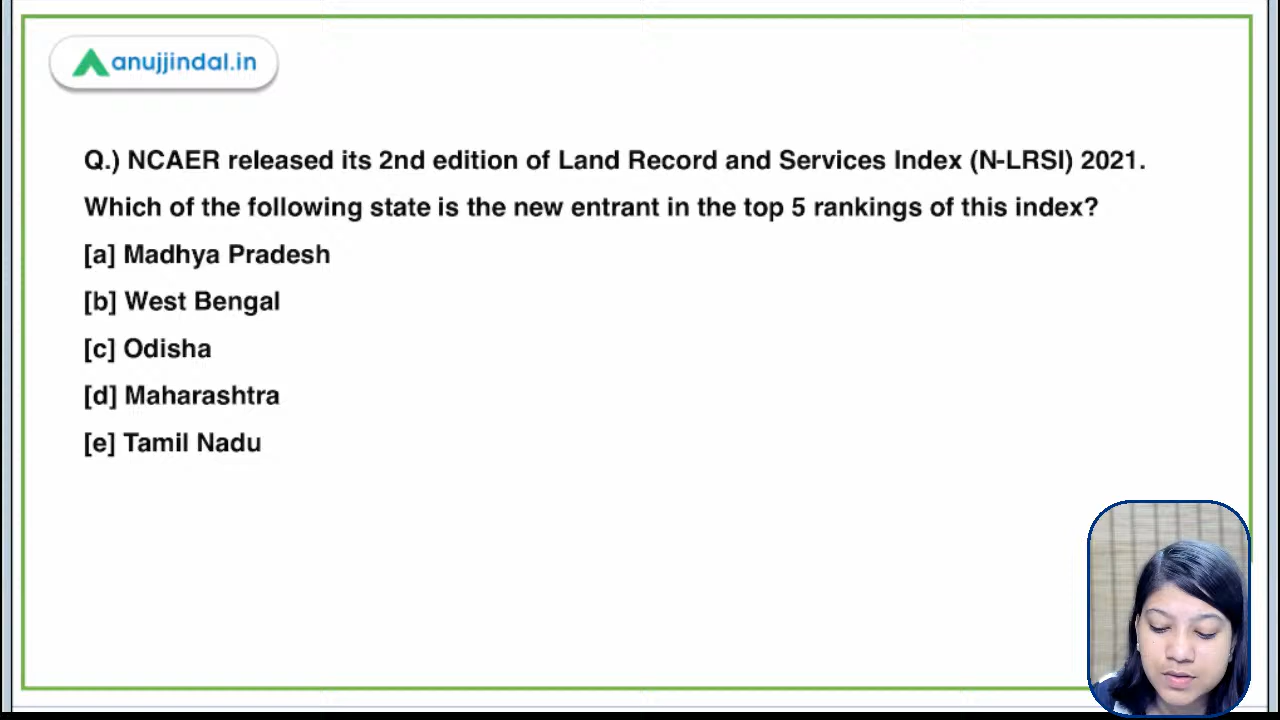 anujjindal.in
Q.) NCAER released its 2nd edition of Land Record and Services Index (N-LRSI) 2021.
Which of the following state is the new entrant in the top 5 rankings of this index?
[a] Madhya Pradesh
[b] West Bengal
[c] Odisha
[d] Maharashtra
[e] Tamil Nadu